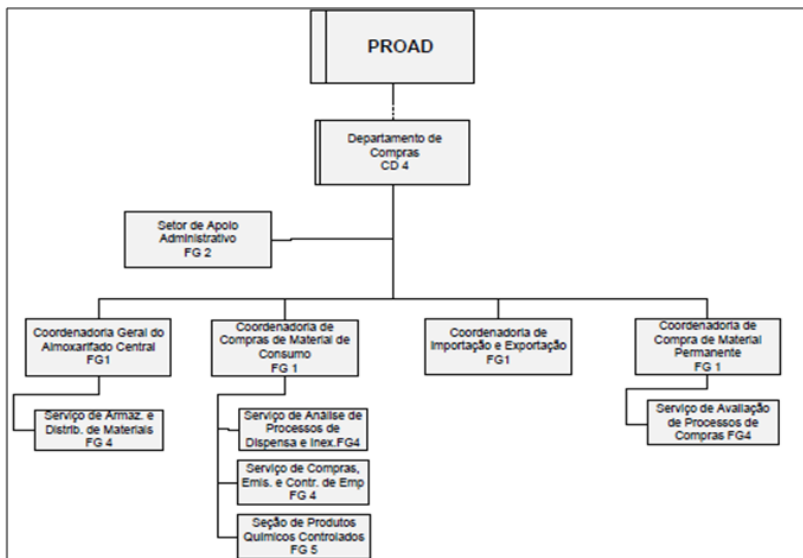 PROAD
Departamento de
Compras
CD 4
Setor de Apoio
Administrativo
FG 2
Coordenadoria Geral do
Almoxarifado Central
FG1
Serviço de Armaz. e
Distrib. de Materiais
FG 4
Coordenadoria de
Compras de Material de
Consumo
FG 1
Serviço de Análise de
Processos de
Dispensa e Inex.FG4
Serviço de Compras,
Emis. e Contr. de Emp
FG 4
Seção de Produtos
Químicos Controlados
FG 5
Coordenadoria de
Importação e Exportação
FG1
Coordenadoria de
Compra de Material
Permanente
FG 1
Serviço de Avaliação
de Processos de
Compras FG4